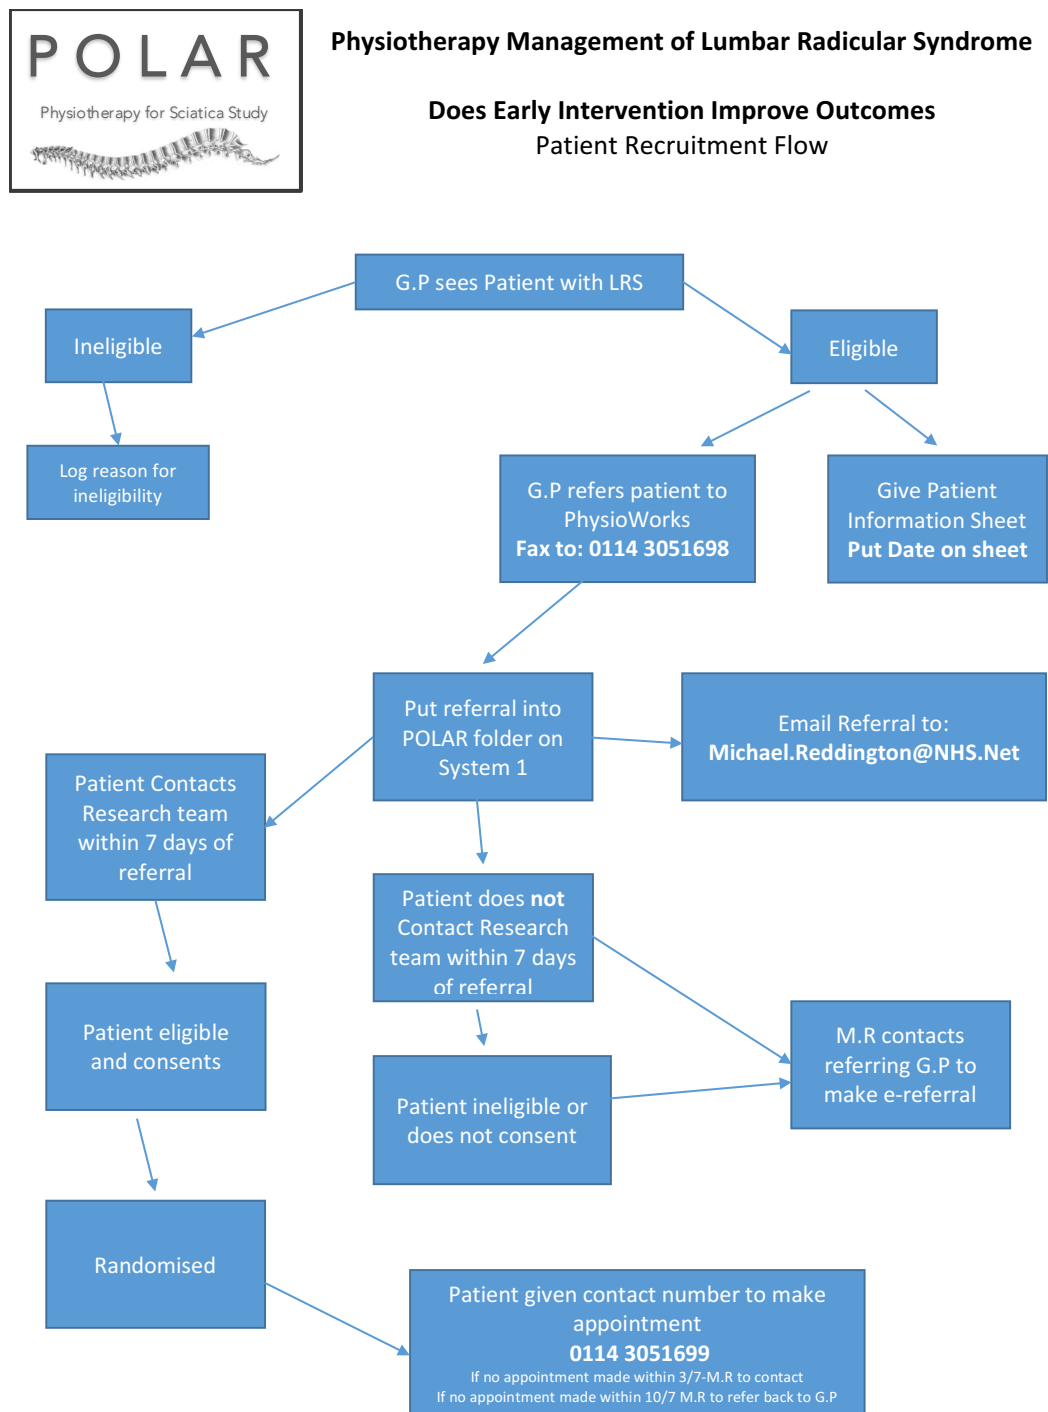 POLAR
Physiotherapy for Sciatica Study
Physiotherapy Management of Lumbar Radicular Syndrome
Does Early Intervention Improve Outcomes
Patient Recruitment Flow
G.P sees Patient with LRS
Ineligible
Eligible
Log reason for
ineligibility
G.P refers patient to
PhysioWorks
Fax to: 0114 3051698
Give Patient
Information Sheet
Put Date on sheet
Put referral into
POLAR folder on
System 1
Email Referral to:
Michael.Reddington@NHS.Net
Patient Contacts
Research team
within 7 days of
referral
Patient does not
Contact Research
team within 7 days
of referral
Patient eligible
and consents
M.R contacts
referring G.P to
make e-referral
Patient ineligible or
does not consent
Randomised
Patient given contact number to make
appointment
0114 3051699
If no appointment made within 3/7-M.R to contact
If no appointment made within 10/7 M.R to refer back to G.P